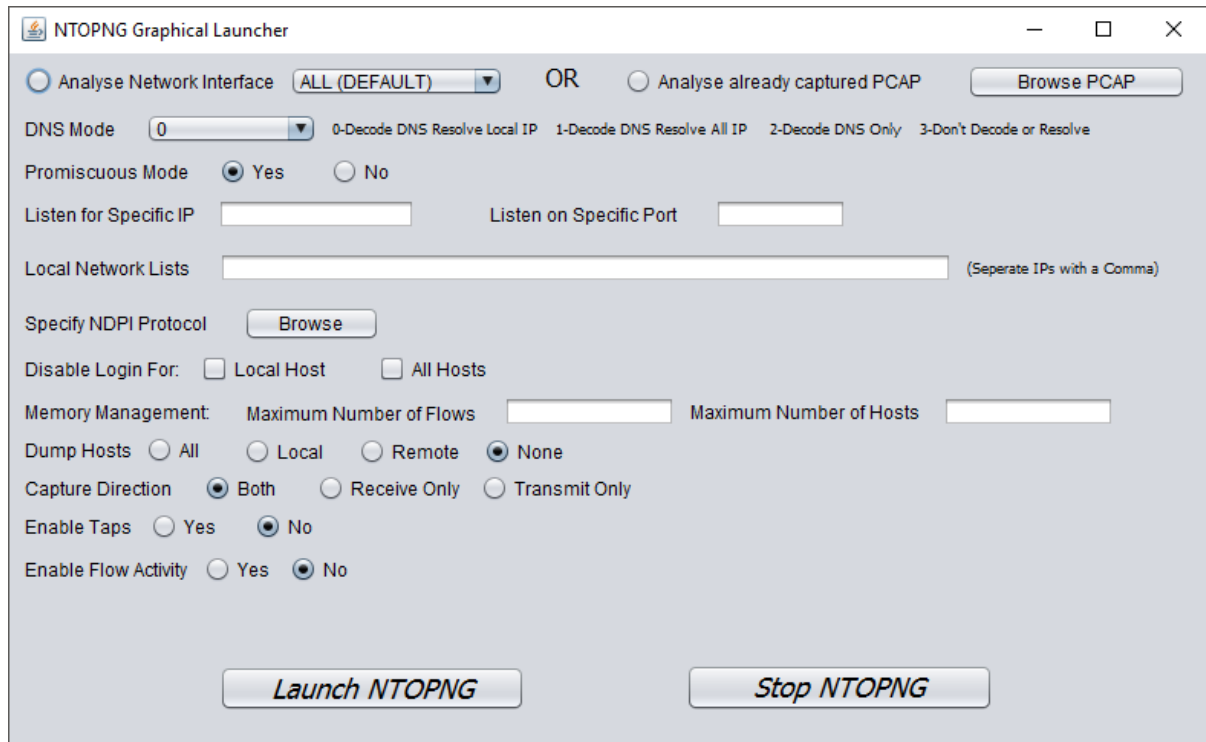 NTOPNG Graphical Launcher
Analyse Network Interface ALL (DEFAULT) OR Analyse already captured PCAP Browse PCAP
DNS Mode 0 0-Decode DNS Resolve Local IP 1-Decode DNS Resolve All IP 2-Decode DNS Only 3-Don't Decode or Resolve
Promiscuous Mode Yes No
Listen for Specific IP Listen on Specific Port
Local Network Lists (Seperate IPs with a Comma)
Specify NDPI Protocol Browse
Disable Login For: Local Host All Hosts
Memory Management: Maximum Number of Flows Maximum Number of Hosts
Dump Hosts All Local Remote None
Capture Direction Both Receive Only Transmit Only
Enable Taps Yes No
Enable Flow Activity Yes No
Launch NTOPNG Stop NTOPNG